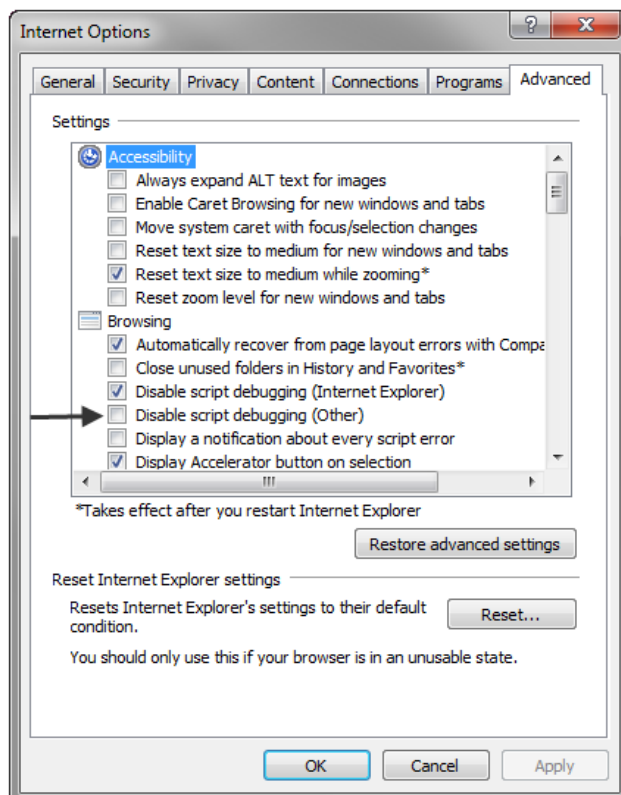 Internet Options
General Security Privacy Content Connections Programs Advanced
Settings
Accessibility
Always expand ALT text for images
Enable Caret Browsing for new windows and tabs
Move system caret with focus/selection changes
Reset text size to medium for new windows and tabs
Reset text size to medium while zooming*
Reset zoom level for new windows and tabs
Browsing
Automatically recover from page layout errors with Compa
Close unused folders in History and Favorites*
Disable script debugging (Internet Explorer)
Disable script debugging (Other)
Display a notification about every script error
Display Accelerator button on selection
*Takes effect after you restart Internet Explorer
Restore advanced settings
Reset Internet Explorer settings
Resets Internet Explorer's settings to their default
condition.
Reset...
You should only use this if your browser is in an unusable state.
OK Cancel Apply